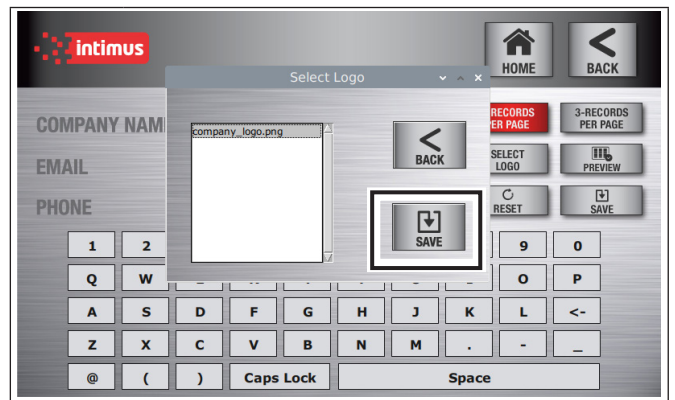 intimus
HOME
BACK
Select Logo
company_logo.png
BACK
SAVE
COMPANY NAM
EMAIL
PHONE
RECORDS
PER PAGE
3-RECORDS
PER PAGE
SELECT
LOGO
PREVIEW
RESET
SAVE
1 2 9 0
Q W O P
A S D F G H J K L <-
Z X C V B N M . - _
@ ( ) Caps Lock Space